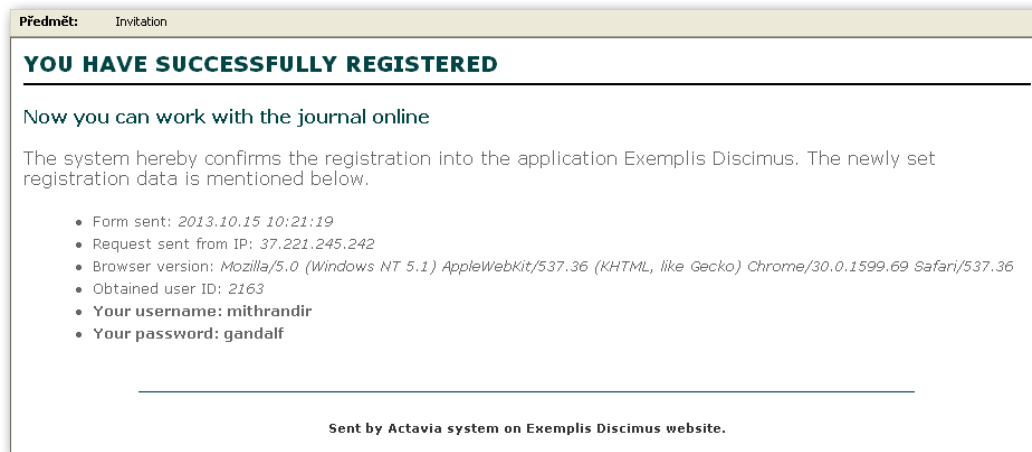 Předmět: Invitation
YOU HAVE SUCCESSFULLY REGISTERED
Now you can work with the journal online
The system hereby confirms the registration into the application Exemplis Discimus. The newly set
registration data is mentioned below.
• Form sent: 2013.10.15 10:21:19
• Request sent from IP: 37.221.245.242
• Browser version: Mozilla/5.0 (Windows NT 5.1) AppleWebKit/537.36 (KHTML, like Gecko) Chrome/30.0.1599.69 Safari/537.36
• Obtained user ID: 2163
• Your username: mithrandir
• Your password: gandalf
Sent by Actavia system on Exemplis Discimus website.